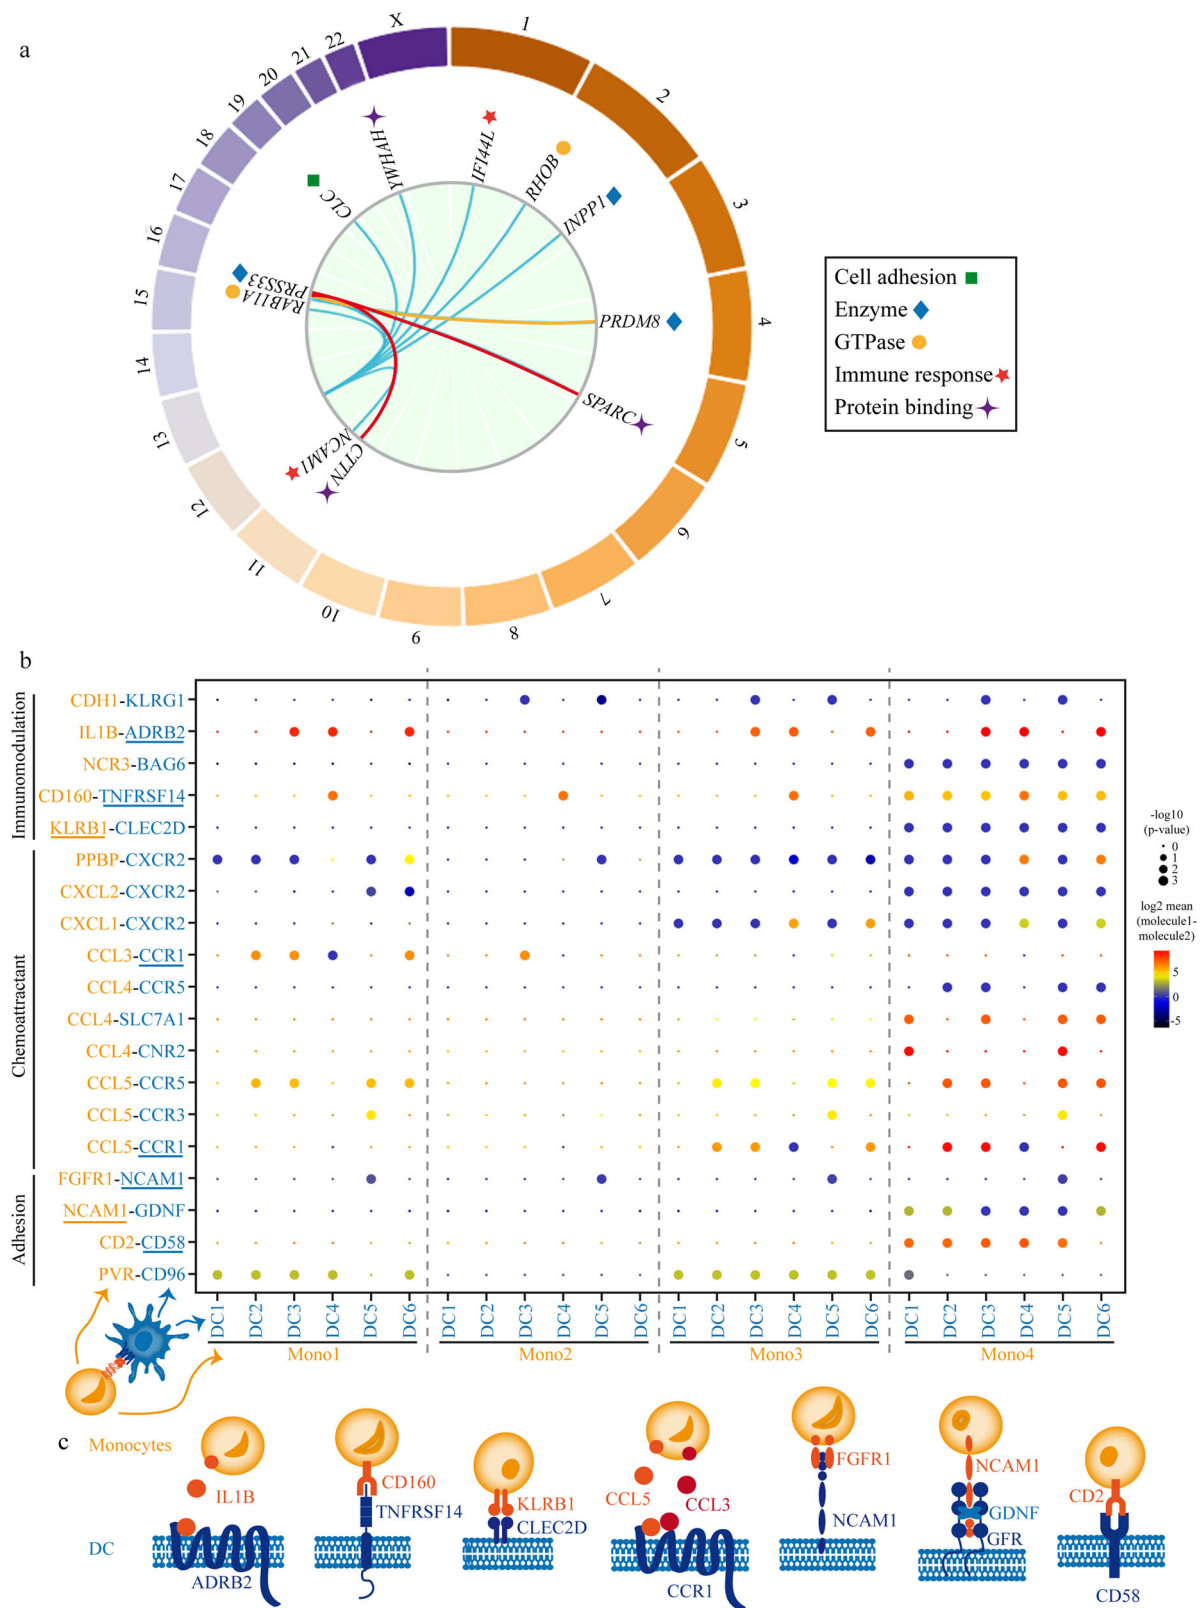 a
1
2
3
4
5
6
7
8
9
10
11
12
13
14
15
16
17
18
19
20
21
22
X
YWHAH
IFI44L
RHOB
INPP1
CLC
PRSS33
RAB11A
PRDM8
SPARC
NCAM1
CTTN
Cell adhesion
Enzyme
GTPase
Immune response
Protein binding
b
Immunomodulation
CDH1-KLRG1
IL1B-ADRB2
NCR3-BAG6
CD160-TNFRSF14
KLRB1-CLEC2D
Chemoattractant
PPBP-CXCR2
CXCL2-CXCR2
CXCL1-CXCR2
CCL3-CCR1
CCL4-CCR5
CCL4-SLC7A1
CCL4-CNR2
CCL5-CCR5
CCL5-CCR3
CCL5-CCR1
Adhesion
FGFR1-NCAM1
NCAM1-GDNF
CD2-CD58
PVR-CD96
-log10
(p-value)
0
1
2
3
log2 mean
(molecule1-
molecule2)
5
0
-5
DC1 DC2 DC3 DC4 DC5 DC6 DC1 DC2 DC3 DC4 DC5 DC6 DC1 DC2 DC3 DC4 DC5 DC6 DC1 DC2 DC3 DC4 DC5 DC6
Mono1 Mono2 Mono3 Mono4
c
Monocytes
DC
IL1B
ADRB2
CD160
TNFRSF14
KLRB1
CLEC2D
CCL5
CCL3
CCR1
FGFR1
NCAM1
NCAM1
GDNF
GFR
CD2
CD58